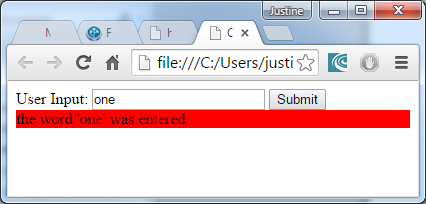 Justine
M
F
H
C
file:///C:/Users/justi
User Input: one Submit
the word 'one' was entered